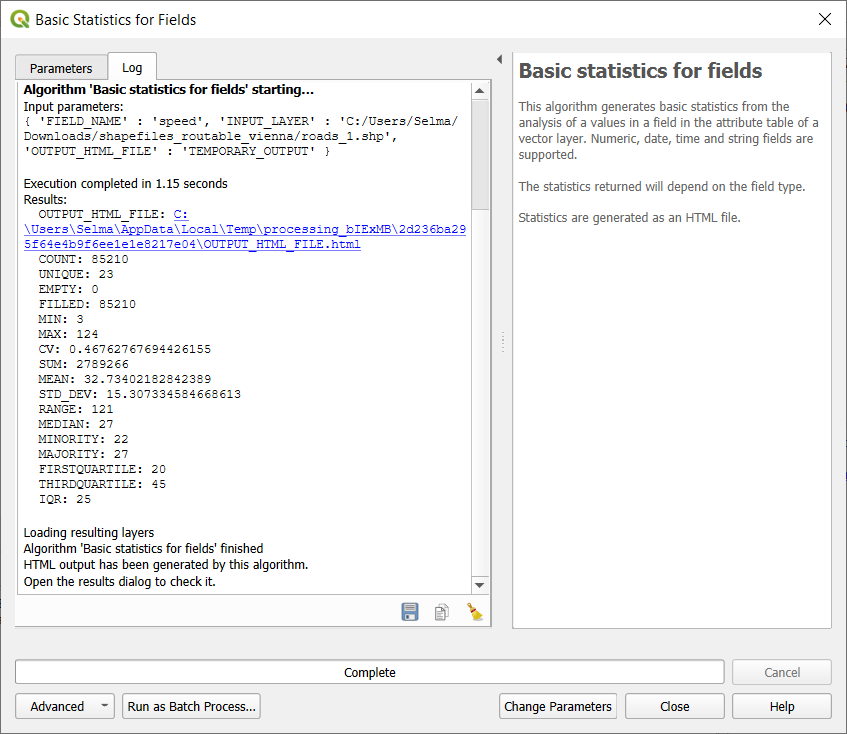 Basic Statistics for Fields
Parameters
Log
Algorithm 'Basic statistics for fields' starting...
Input parameters:
{ 'FIELD_NAME' : 'speed', 'INPUT_LAYER' : 'C:/Users/Selma/
Downloads/shapefiles_routable_vienna/roads_1.shp',
'OUTPUT_HTML_FILE' : 'TEMPORARY_OUTPUT' }
Execution completed in 1.15 seconds
Results:
OUTPUT_HTML_FILE: C:
\Users\Selma\AppData\Local\Temp\processing_bIExMB\2d236ba29
5f64e4b9f6ee1e1e8217e04\OUTPUT_HTML_FILE.html
COUNT: 85210
UNIQUE: 23
EMPTY: 0
FILLED: 85210
MIN: 3
MAX: 124
CV: 0.46762767694426155
SUM: 2789266
MEAN: 32.73402182842389
STD_DEV: 15.307334584668613
RANGE: 121
MEDIAN: 27
MINORITY: 22
MAJORITY: 27
FIRSTQUARTILE: 20
THIRDQUARTILE: 45
IQR: 25
Loading resulting layers
Algorithm 'Basic statistics for fields' finished
HTML output has been generated by this algorithm.
Open the results dialog to check it.
Basic statistics for fields
This algorithm generates basic statistics from the
analysis of a values in a field in the attribute table of a
vector layer. Numeric, date, time and string fields are
supported.
The statistics returned will depend on the field type.
Statistics are generated as an HTML file.
Complete
Cancel
Advanced
Run as Batch Process...
Change Parameters
Close
Help